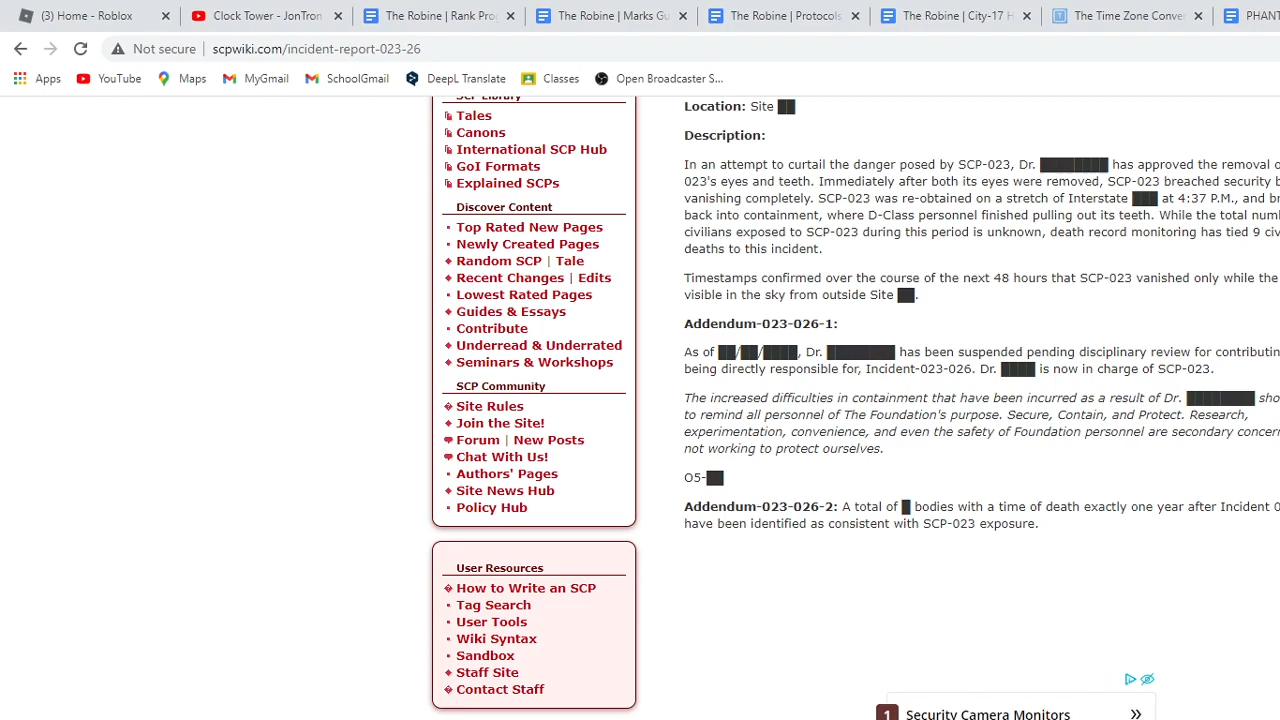 (3) Home - Roblox
Clock Tower - JonTron
The Robine | Rank Pro
The Robine | Marks Gu
The Robine | Protocols
The Robine | City-17 H
The Time Zone Conver
PHANT
Not secure | scpwiki.com/incident-report-023-26
Apps YouTube Maps MyGmail SchoolGmail DeepL Translate Classes Open Broadcaster S...
SCP Library
Tales
Canons
International SCP Hub
GoI Formats
Explained SCPs
Discover Content
Top Rated New Pages
Newly Created Pages
Random SCP | Tale
Recent Changes | Edits
Lowest Rated Pages
Guides & Essays
Contribute
Underread & Underrated
Seminars & Workshops
SCP Community
Site Rules
Join the Site!
Forum | New Posts
Chat With Us!
Authors' Pages
Site News Hub
Policy Hub
User Resources
How to Write an SCP
Tag Search
User Tools
Wiki Syntax
Sandbox
Staff Site
Contact Staff
Location: Site ██
Description:
In an attempt to curtail the danger posed by SCP-023, Dr. ████████ has approved the removal o
023's eyes and teeth. Immediately after both its eyes were removed, SCP-023 breached security b
vanishing completely. SCP-023 was re-obtained on a stretch of Interstate ███ at 4:37 P.M., and br
back into containment, where D-Class personnel finished pulling out its teeth. While the total num
civilians exposed to SCP-023 during this period is unknown, death record monitoring has tied 9 civ
deaths to this incident.
Timestamps confirmed over the course of the next 48 hours that SCP-023 vanished only while the
visible in the sky from outside Site ██.
Addendum-023-026-1:
As of ██/██/████, Dr. ████████ has been suspended pending disciplinary review for contributin
being directly responsible for, Incident-023-026. Dr. ████ is now in charge of SCP-023.
The increased difficulties in containment that have been incurred as a result of Dr. ████████ sho
to remind all personnel of The Foundation's purpose. Secure, Contain, and Protect. Research,
experimentation, convenience, and even the safety of Foundation personnel are secondary concern
not working to protect ourselves.
O5-██
Addendum-023-026-2: A total of █ bodies with a time of death exactly one year after Incident 0
have been identified as consistent with SCP-023 exposure.
1 Security Camera Monitors »